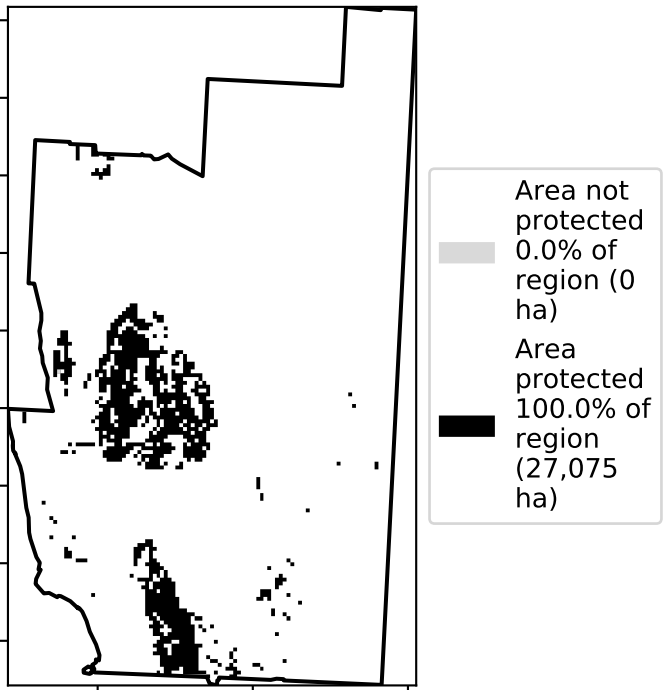 Area not
protected
0.0% of
region (0
ha)
Area
protected
100.0% of
region
(27,075
ha)